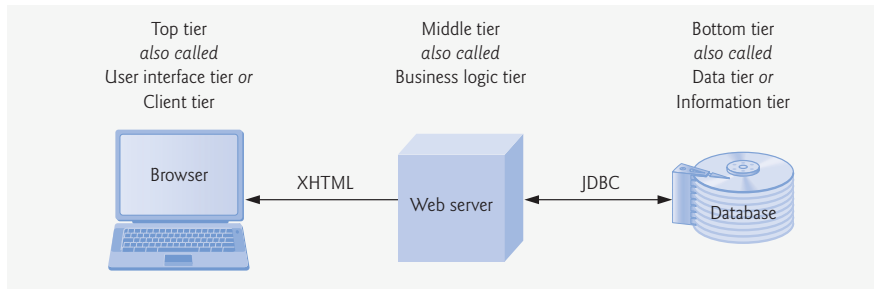 Top tier
also called
User interface tier or
Client tier
Middle tier
also called
Business logic tier
Bottom tier
also called
Data tier or
Information tier
Browser
XHTML
Web server
JDBC
Database